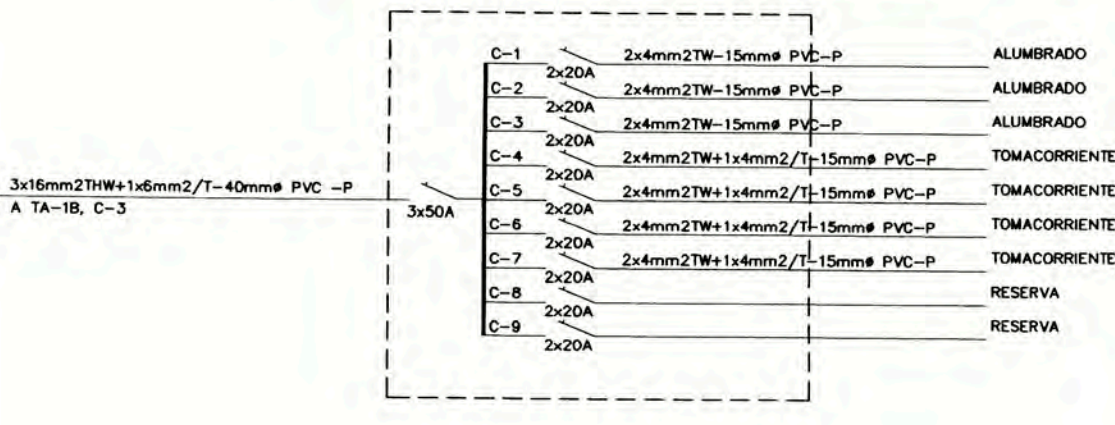 C-1 2x4mm2TW-15mmø PVC-P ALUMBRADO
2x20A
C-2 2x4mm2TW-15mmø PVC-P ALUMBRADO
2x20A
C-3 2x4mm2TW-15mmø PVC-P ALUMBRADO
2x20A
C-4 2x4mm2TW+1x4mm2/T-15mmø PVC-P TOMACORRIENTE
2x20A
3x16mm2THW+1x6mm2/T-40mmø PVC -P
A TA-1B, C-3
3x50A
C-5 2x4mm2TW+1x4mm2/T-15mmø PVC-P TOMACORRIENTE
2x20A
C-6 2x4mm2TW+1x4mm2/T-15mmø PVC-P TOMACORRIENTE
2x20A
C-7 2x4mm2TW+1x4mm2/T-15mmø PVC-P TOMACORRIENTE
2x20A
C-8 RESERVA
2x20A
C-9 RESERVA
2x20A